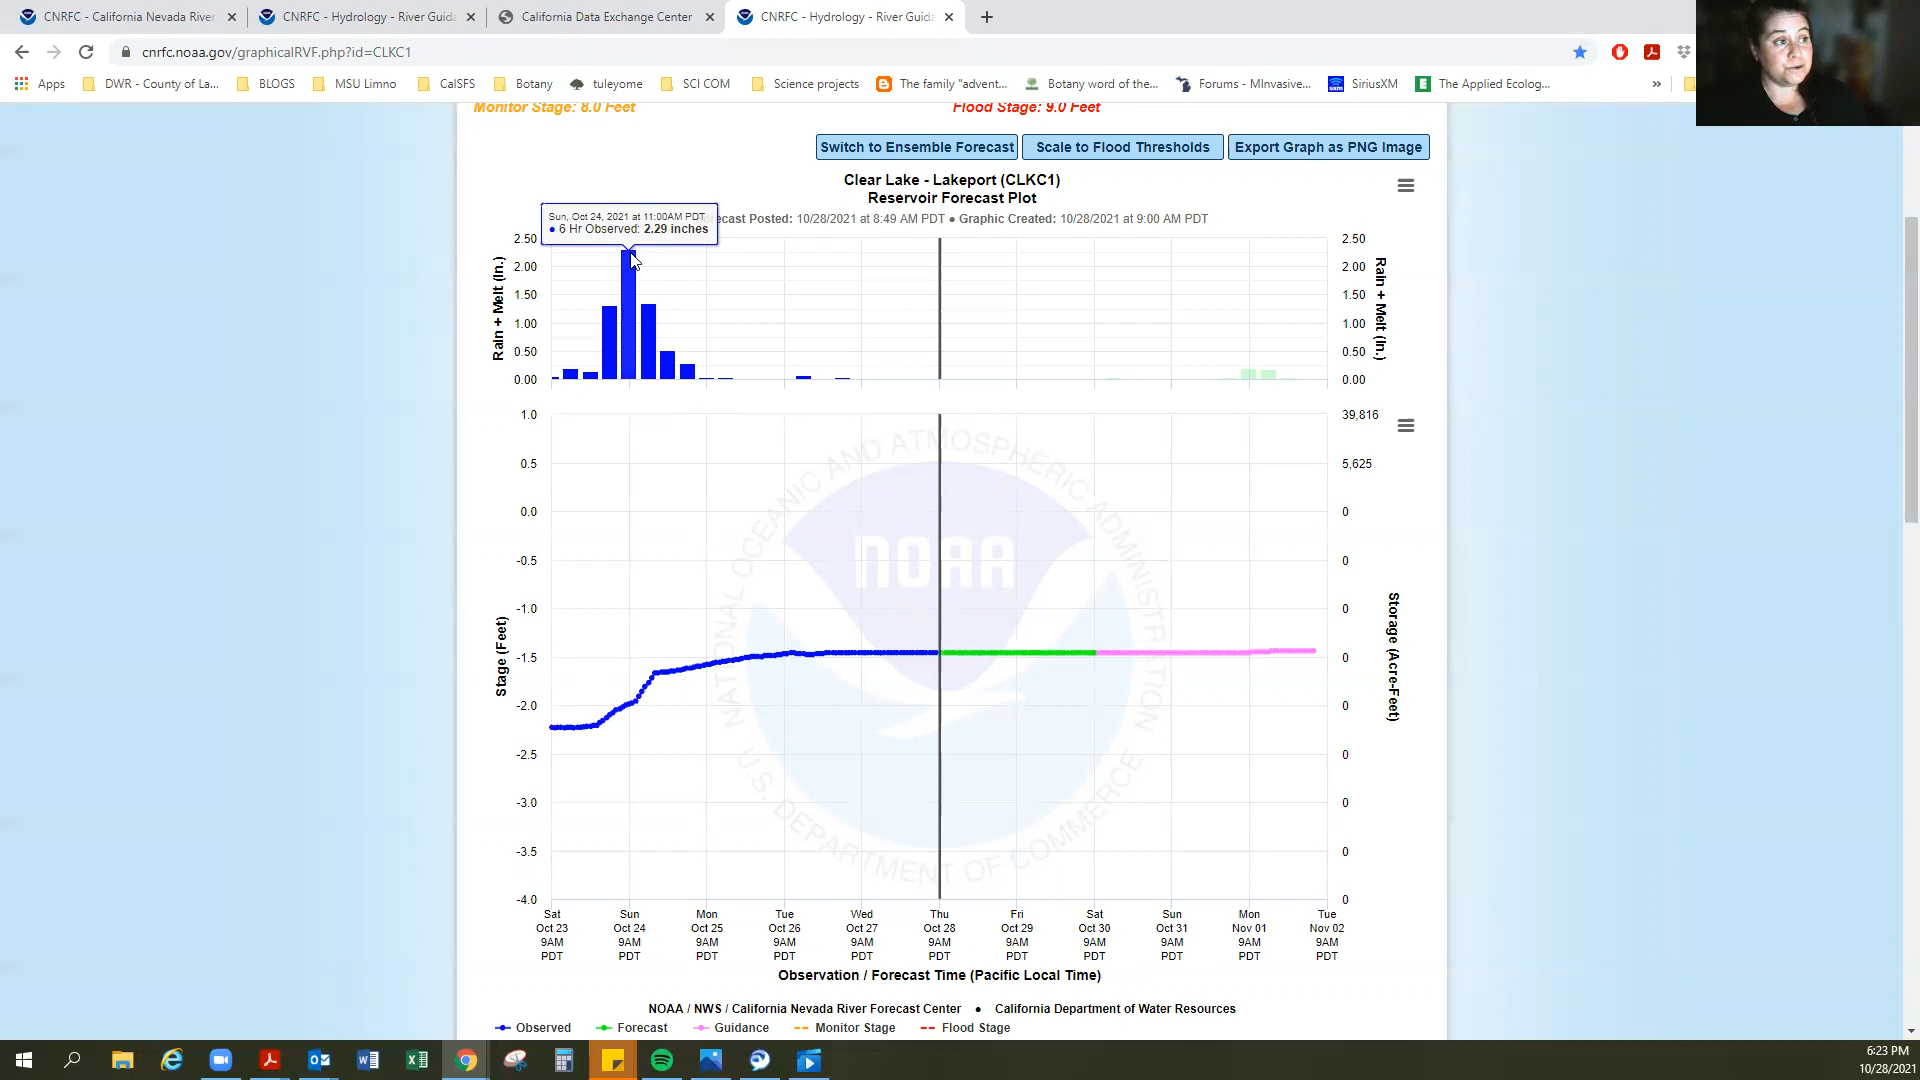 CNRFC - California Nevada River
CNRFC - Hydrology - River Guida
California Data Exchange Center
CNRFC - Hydrology - River Guida
cnrfc.noaa.gov/graphicalRVF.php?id=CLKC1
Apps
DWR - County of La...
BLOGS
MSU Limno
CalSFS
Botany
tuleyome
SCI COM
Science projects
The family "advent...
Botany word of the...
Forums - MInvasive...
SiriusXM
The Applied Ecolog...
»
Monitor Stage: 8.0 Feet
Flood Stage: 9.0 Feet
Switch to Ensemble Forecast
Scale to Flood Thresholds
Export Graph as PNG Image
Clear Lake - Lakeport (CLKC1)
Reservoir Forecast Plot
Sun, Oct 24, 2021 at 11:00AM PDT
6 Hr Observed: 2.29 inches
ecast Posted: 10/28/2021 at 8:49 AM PDT ● Graphic Created: 10/28/2021 at 9:00 AM PDT
Rain + Melt (In.)
2.50
2.00
1.50
1.00
0.50
0.00
2.50
2.00
1.50
1.00
0.50
0.00
Rain + Melt (In.)
Stage (Feet)
1.0
0.5
0.0
-0.5
-1.0
-1.5
-2.0
-2.5
-3.0
-3.5
-4.0
39,816
5,625
0
0
0
0
0
0
0
0
0
Storage (Acre-Feet)
NATIONAL OCEANIC AND ATMOSPHERIC ADMINISTRATION
NOAA
U.S. DEPARTMENT OF COMMERCE
Sat Sun Mon Tue Wed Thu Fri Sat Sun Mon Tue
Oct 23 Oct 24 Oct 25 Oct 26 Oct 27 Oct 28 Oct 29 Oct 30 Oct 31 Nov 01 Nov 02
9AM 9AM 9AM 9AM 9AM 9AM 9AM 9AM 9AM 9AM 9AM
PDT PDT PDT PDT PDT PDT PDT PDT PDT PDT PDT
Observation / Forecast Time (Pacific Local Time)
NOAA / NWS / California Nevada River Forecast Center ● California Department of Water Resources
Observed Forecast Guidance Monitor Stage Flood Stage
6:23 PM
10/28/2021